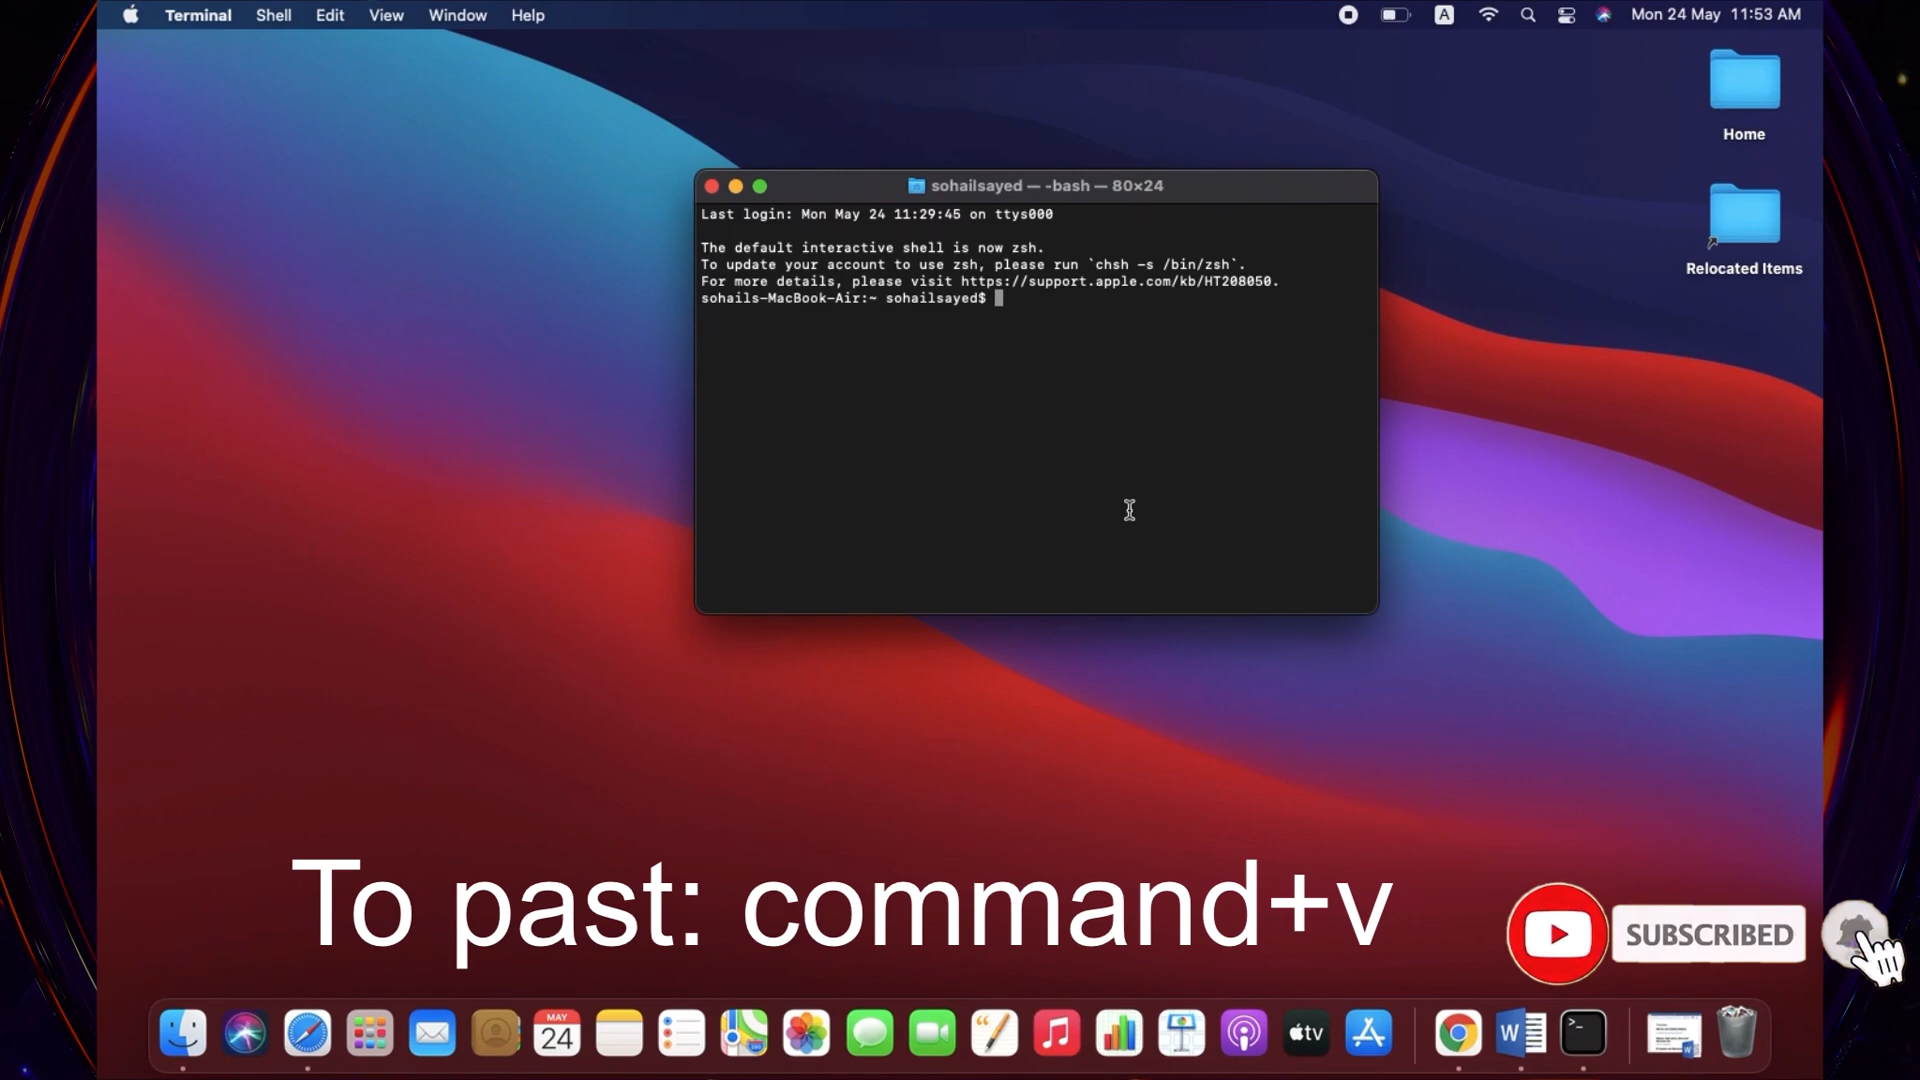 Terminal Shell Edit View Window Help
A Mon 24 May 11:53 AM
Home
Relocated Items
sohailsayed — -bash — 80×24
Last login: Mon May 24 11:29:45 on ttys000
The default interactive shell is now zsh.
To update your account to use zsh, please run `chsh -s /bin/zsh`.
For more details, please visit https://support.apple.com/kb/HT208050.
sohails-MacBook-Air:~ sohailsayed$
To past: command+v
SUBSCRIBED
MAY
24
tv
W
>_